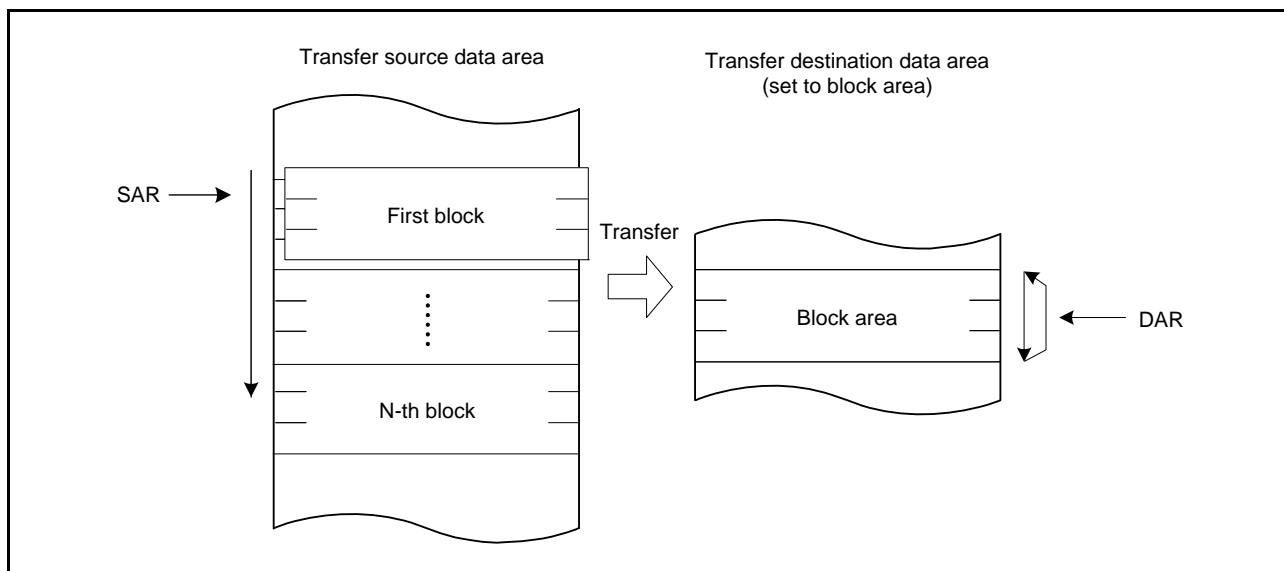 Transfer source data area
Transfer destination data area
(set to block area)
SAR
First block
Transfer
Block area
DAR
N-th block